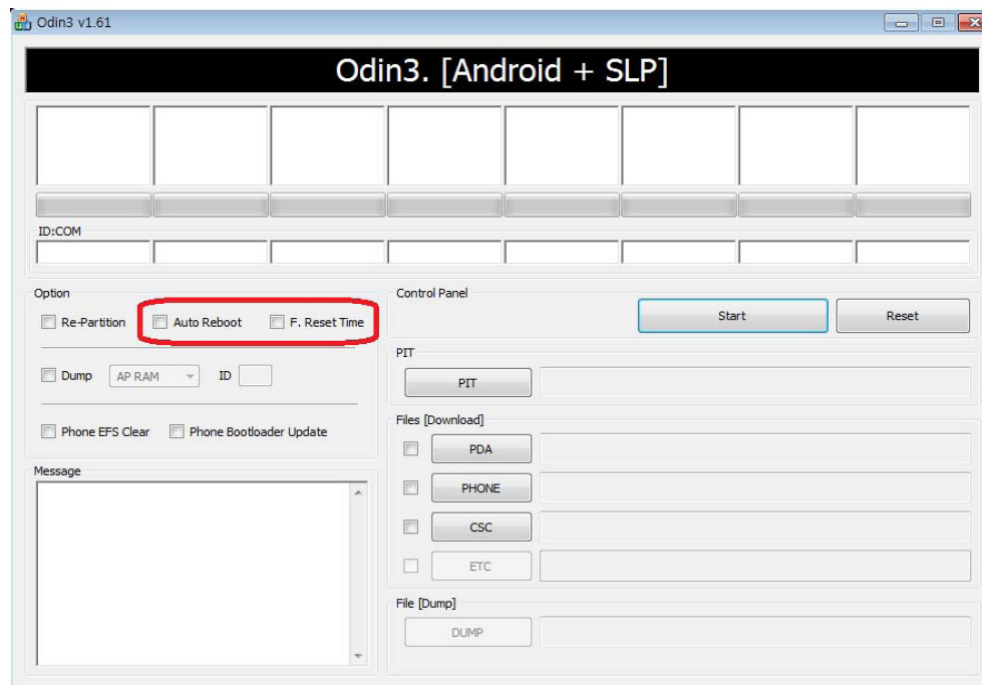 Odin3 v1.61
Odin3. [Android + SLP]
ID:COM
Option
Re-Partition Auto Reboot F. Reset Time
Dump AP RAM ID
Phone EFS Clear Phone Bootloader Update
Message
Control Panel
Start Reset
PIT
PIT
Files [Download]
PDA
PHONE
CSC
ETC
File [Dump]
DUMP